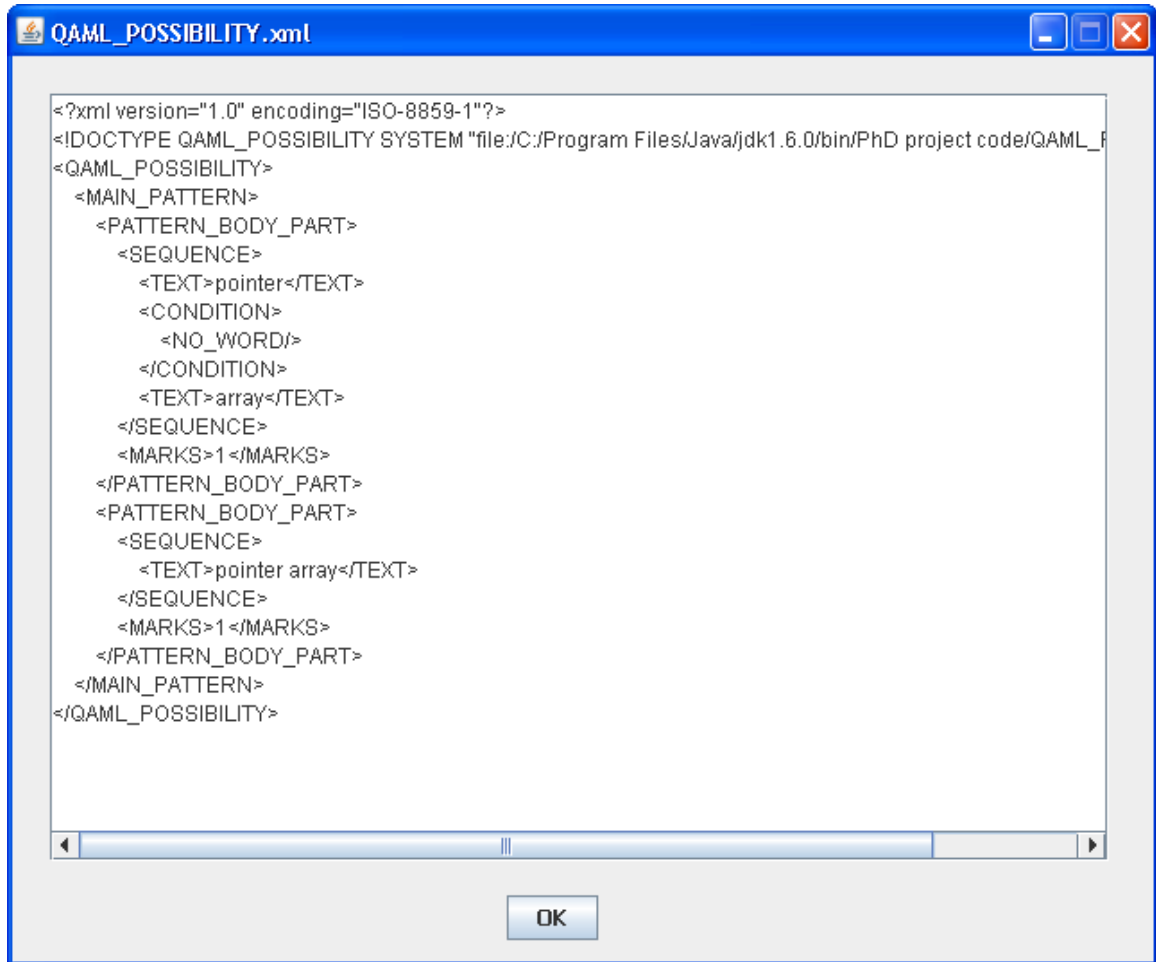 QAML_POSSIBILITY.xml
<?xml version="1.0" encoding="ISO-8859-1"?>
<!DOCTYPE QAML_POSSIBILITY SYSTEM "file:/C:/Program Files/Java/jdk1.6.0/bin/PhD project code/QAML_
<QAML_POSSIBILITY>
  <MAIN_PATTERN>
    <PATTERN_BODY_PART>
      <SEQUENCE>
        <TEXT>pointer</TEXT>
        <CONDITION>
          <NO_WORD/>
        </CONDITION>
        <TEXT>array</TEXT>
      </SEQUENCE>
      <MARKS>1</MARKS>
    </PATTERN_BODY_PART>
    <PATTERN_BODY_PART>
      <SEQUENCE>
        <TEXT>pointer array</TEXT>
      </SEQUENCE>
      <MARKS>1</MARKS>
    </PATTERN_BODY_PART>
  </MAIN_PATTERN>
</QAML_POSSIBILITY>
OK